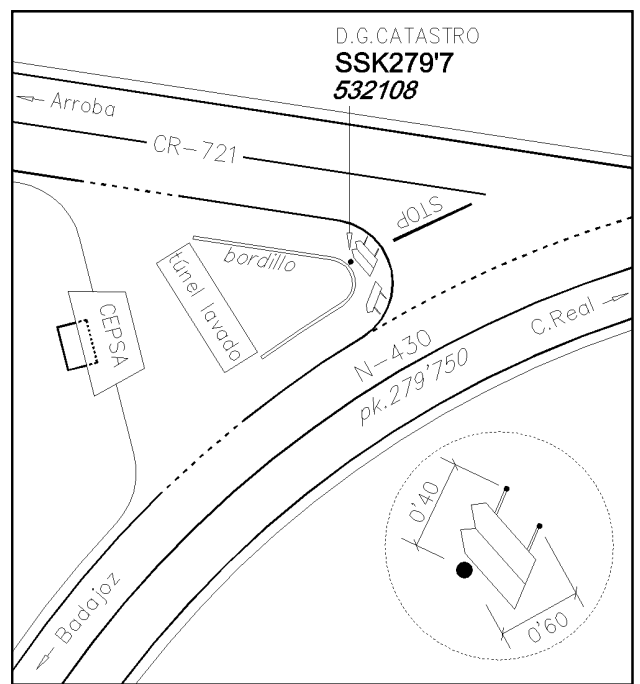 D.G.CATASTRO
SSK279'7
532108
← Arroba
CR-721
STOP
bordillo
túnel lavado
CEPSA
C.Real →
N-430
pk.279'750
← Badajoz
0'40
0'60